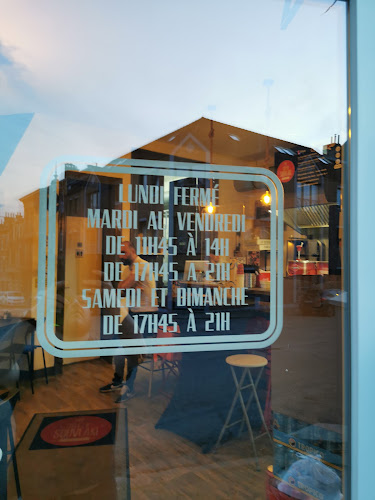 LUNDI FERMÉ
MARDI AU VENDREDI
DE 11H45 À 14H
DE 17H45 À 21H
SAMEDI ET DIMANCHE
DE 17H45 À 21H